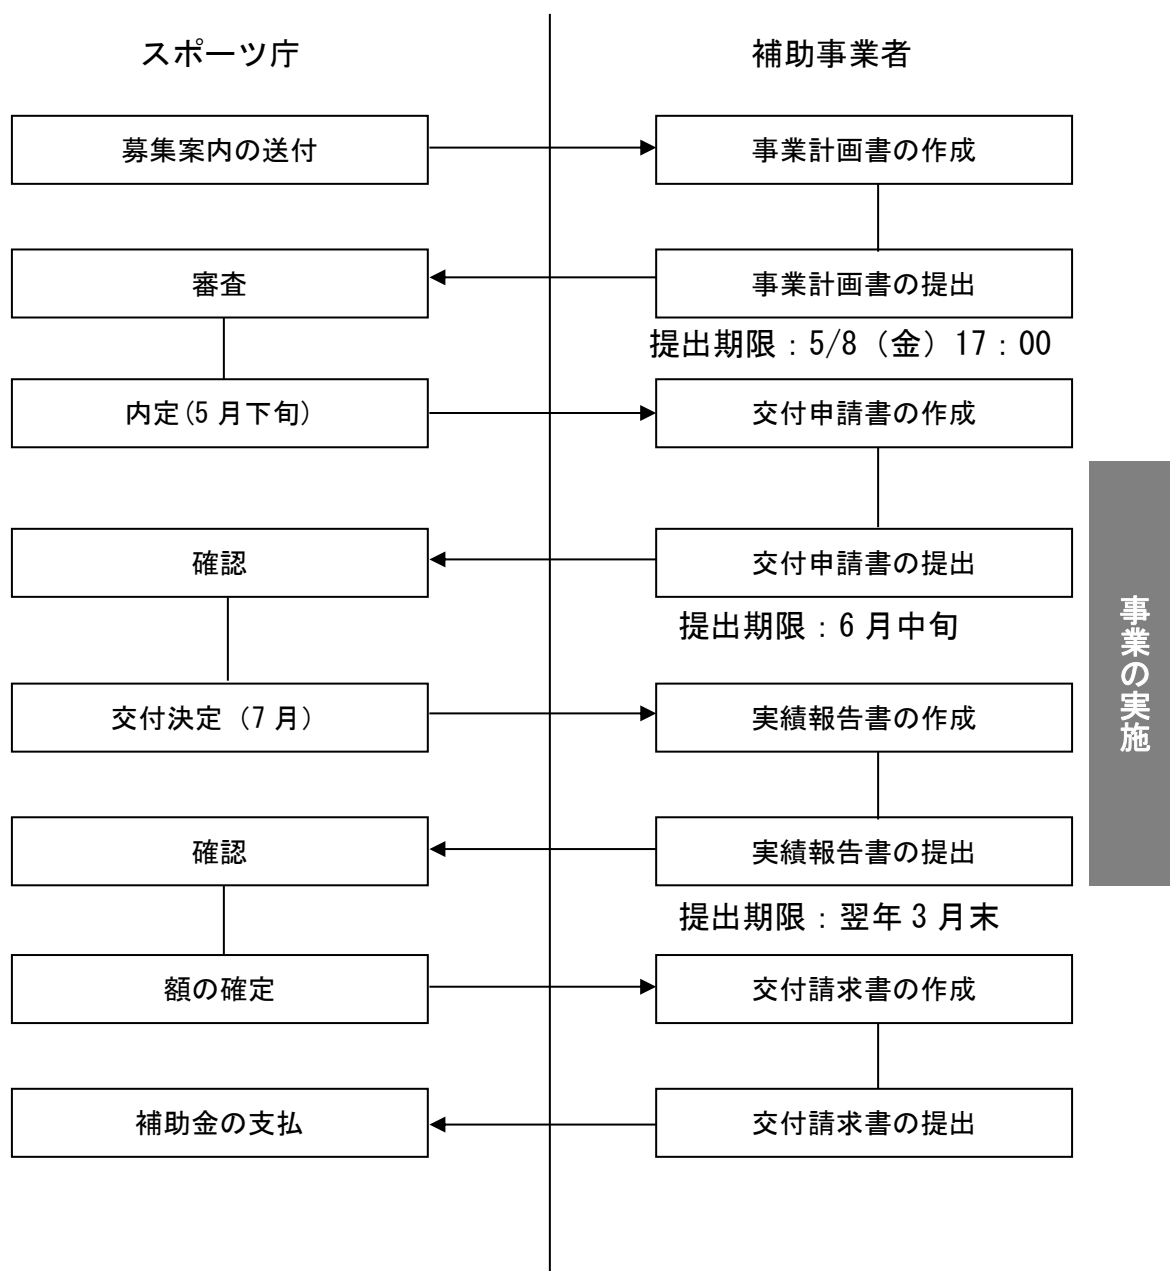 スポーツ庁
補助事業者
募集案内の送付
事業計画書の作成
審査
事業計画書の提出
提出期限：5/8（金）17：00
内定(5月下旬)
交付申請書の作成
確認
交付申請書の提出
提出期限：6月中旬
交付決定（7月）
実績報告書の作成
確認
実績報告書の提出
提出期限：翌年3月末
額の確定
交付請求書の作成
補助金の支払
交付請求書の提出
事業の実施